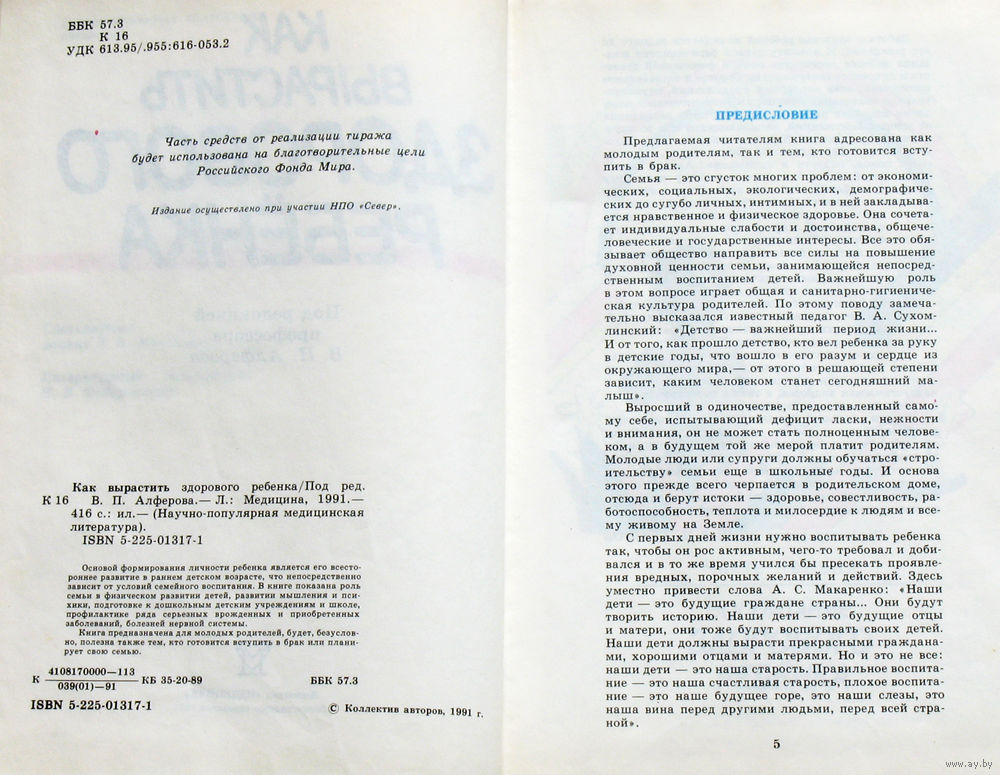 ББК 57.3
К 16
УДК 613.95/.955:616-053.2
Часть средств от реализации тиража
будет использована на благотворительные цели
Российского Фонда Мира.
Издание осуществлено при участии НПО «Север».
Как вырастить здорового ребенка/Под ред.
К 16 В. П. Алферова.— Л.: Медицина, 1991.—
416 с.: ил.— (Научно-популярная медицинская
литература).
ISBN 5-225-01317-1
Основой формирования личности ребенка является его всесто-
роннее развитие в раннем детском возрасте, что непосредственно
зависит от условий семейного воспитания. В книге показана роль
семьи в физическом развитии детей, развитии мышления и пси-
хики, подготовке к дошкольным детским учреждениям и школе,
профилактике ряда серьезных врожденных и приобретенных
заболеваний, болезней нервной системы.
Книга предназначена для молодых родителей, будет, безуслов-
но, полезна также тем, кто готовится вступить в брак или плани-
рует свою семью.
К 4108170000—113
039(01)—91 КБ 35-20-89 ББК 57.3
ISBN 5-225-01317-1
© Коллектив авторов, 1991 г.
ПРЕДИСЛОВИЕ
Предлагаемая читателям книга адресована как
молодым родителям, так и тем, кто готовится всту-
пить в брак.
Семья — это сгусток многих проблем: от экономи-
ческих, социальных, экологических, демографиче-
ских до сугубо личных, интимных, и в ней закладыва-
ется нравственное и физическое здоровье. Она сочета-
ет индивидуальные слабости и достоинства, общече-
ловеческие и государственные интересы. Все это обя-
зывает общество направить все силы на повышение
духовной ценности семьи, занимающейся непосред-
ственным воспитанием детей. Важнейшую роль
в этом вопросе играет общая и санитарно-гигиениче-
ская культура родителей. По этому поводу замеча-
тельно высказался известный педагог В. А. Сухом-
линский: «Детство — важнейший период жизни...
И от того, как прошло детство, кто вел ребенка за руку
в детские годы, что вошло в его разум и сердце из
окружающего мира,— от этого в решающей степени
зависит, каким человеком станет сегодняшний ма-
лыш».
Выросший в одиночестве, предоставленный само-
му себе, испытывающий дефицит ласки, нежности
и внимания, он не может стать полноценным челове-
ком, а в будущем той же мерой платит родителям.
Молодые люди или супруги должны обучаться «стро-
ительству» семьи еще в школьные годы. И основа
этого прежде всего черпается в родительском доме,
отсюда и берут истоки — здоровье, совестливость, ра-
ботоспособность, теплота и милосердие к людям и все-
му живому на Земле.
С первых дней жизни нужно воспитывать ребенка
так, чтобы он рос активным, чего-то требовал и доби-
вался и в то же время учился бы пресекать проявле-
ния вредных, порочных желаний и действий. Здесь
уместно привести слова А. С. Макаренко: «Наши
дети — это будущие граждане страны... Они будут
творить историю. Наши дети — это будущие отцы
и матери, они тоже будут воспитывать своих детей.
Наши дети должны вырасти прекрасными граждана-
ми, хорошими отцами и матерями. Но и это не все:
наши дети — это наша старость. Правильное воспита-
ние — это наша счастливая старость, плохое воспита-
ние — это наше будущее горе, это наши слезы, это
наша вина перед другими людьми, перед всей стра-
ной».
5
www.ay.by